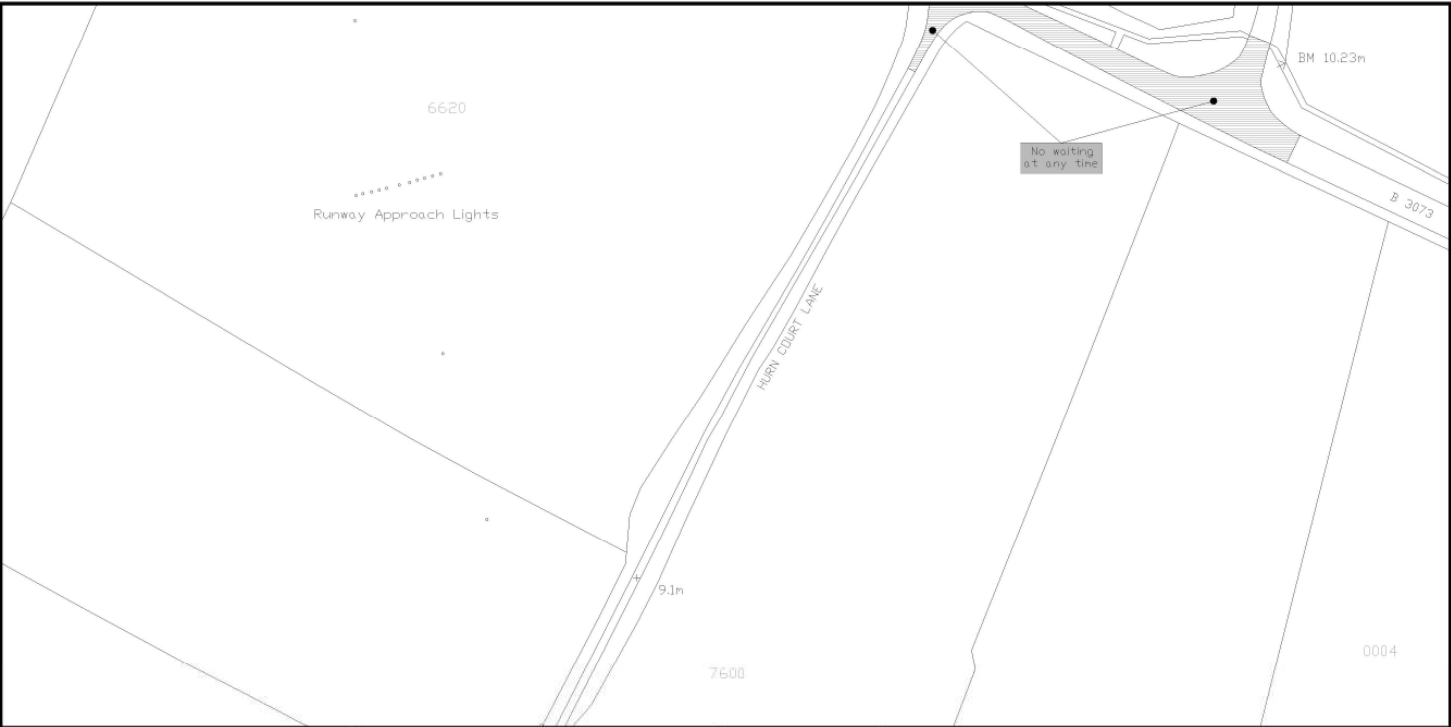 BM 10.23m
6620
No waiting
at any time
B 3073
Runway Approach Lights
HURN COURT LANE
9.1m
0004
7600